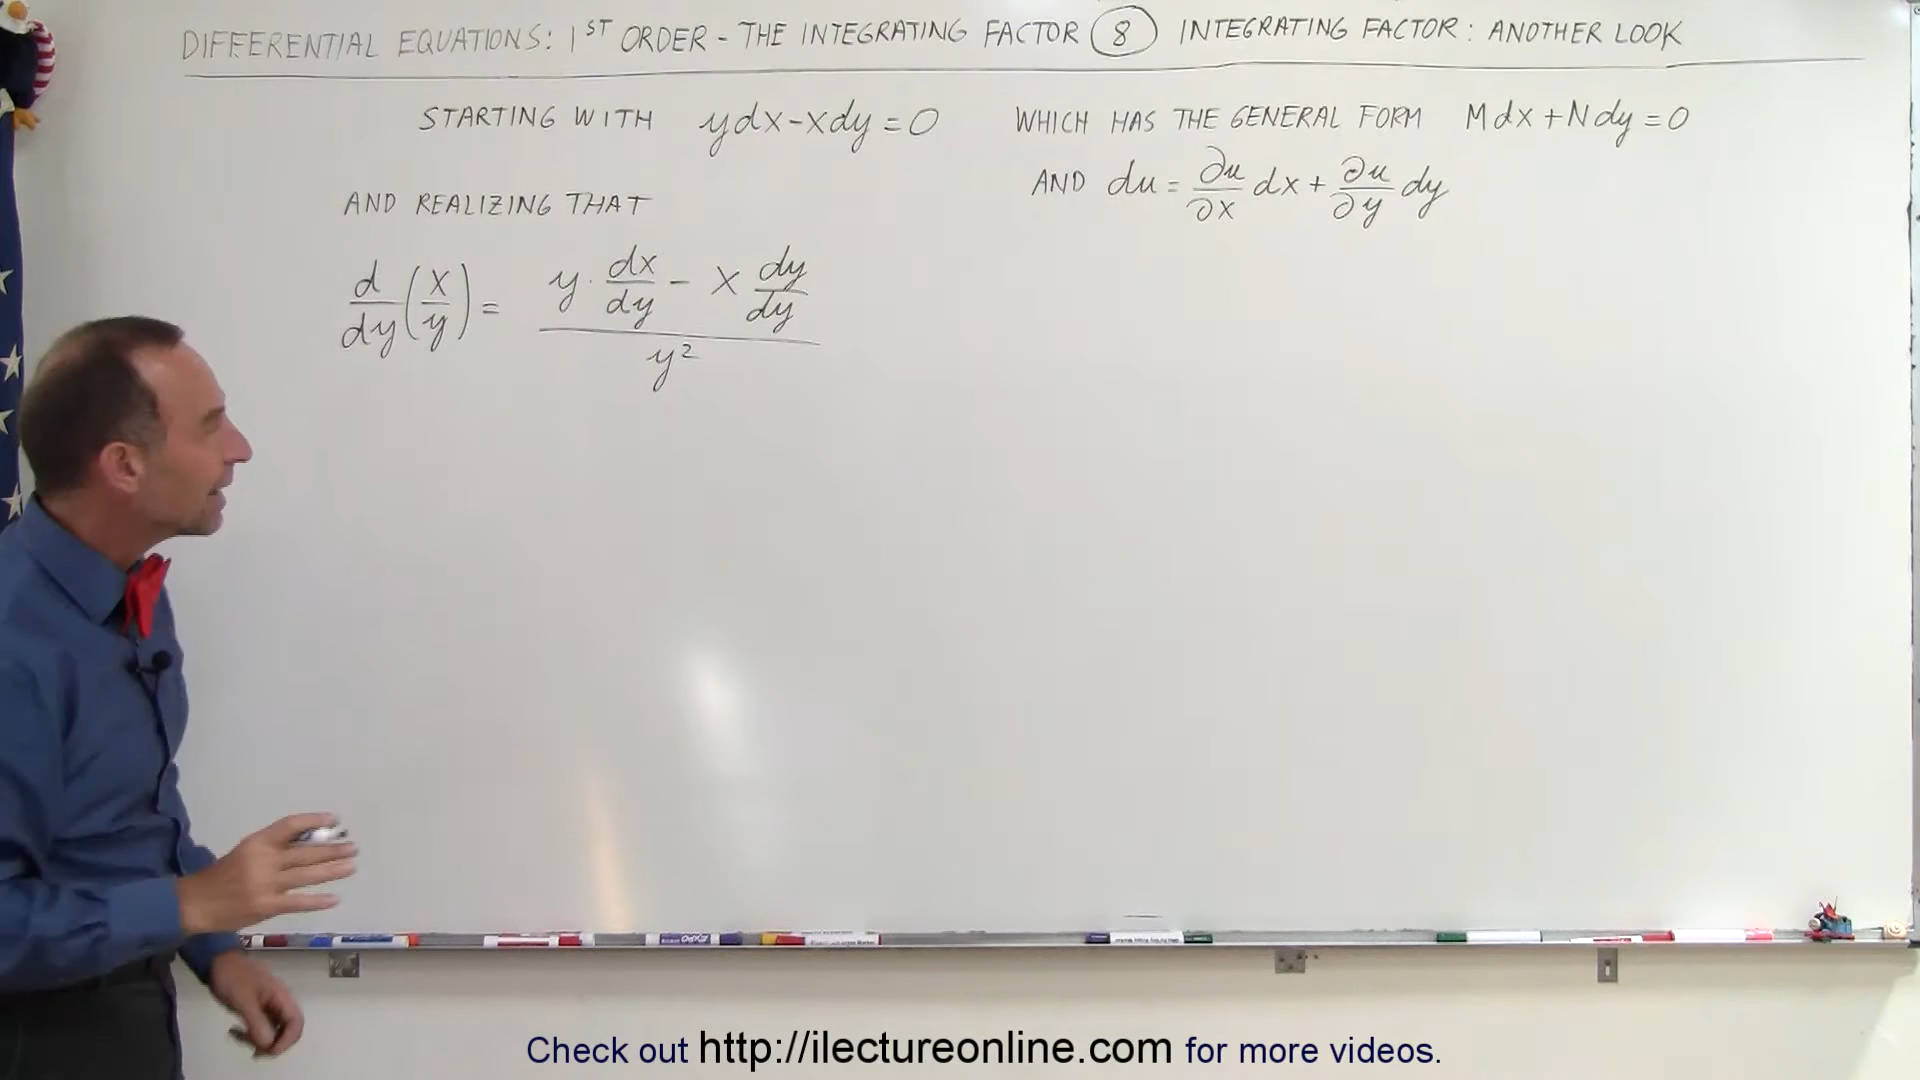 DIFFERENTIAL EQUATIONS: 1ST ORDER - THE INTEGRATING FACTOR 8 INTEGRATING FACTOR: ANOTHER LOOK
STARTING WITH ydx-xdy=0 WHICH HAS THE GENERAL FORM Mdx+Ndy=0
AND du = ∂u/∂x dx + ∂u/∂y dy
AND REALIZING THAT
d/dy (x/y) = (y · dx/dy - x dy/dy) / y²
Check out http://ilectureonline.com for more videos.